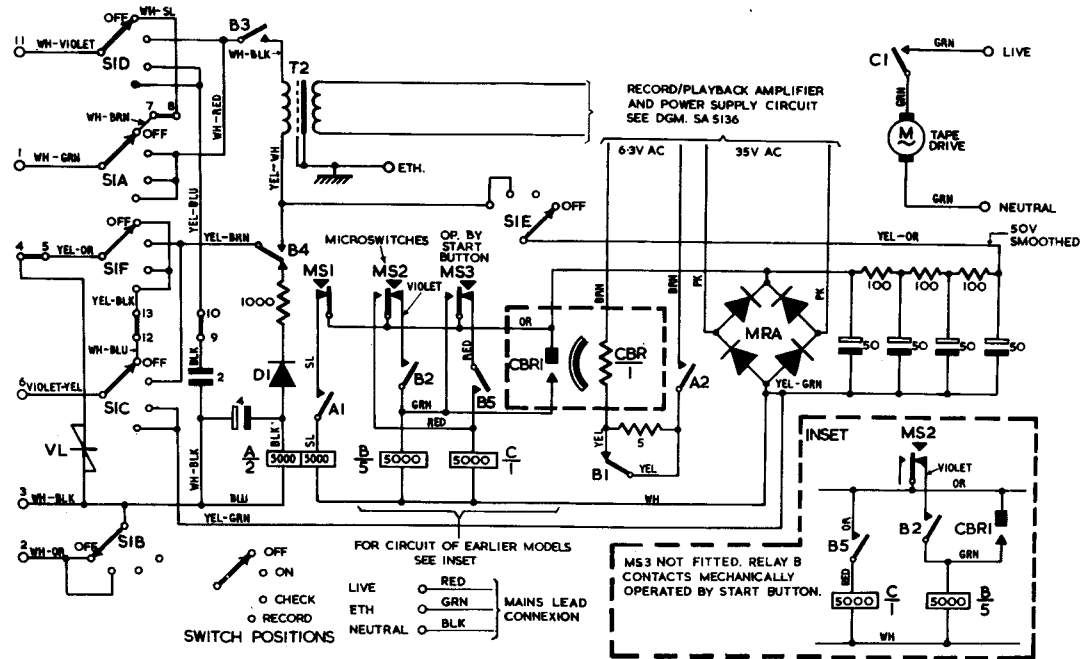 OFF
WH-SL
11
WH-VIOLET
S1D
B3
WH-BLK
T2
GRN
LIVE
C1
GRN
RECORD/PLAYBACK AMPLIFIER
AND POWER SUPPLY CIRCUIT
SEE DGM. SA 5136
M
TAPE
DRIVE
7
8
WH-BRN
OFF
WH-RED
1
WH-GRN
S1A
6·3V AC
35V AC
ETH.
YEL-WH
YEL-BLU
GRN
NEUTRAL
OFF
S1E
OFF
YEL-OR
50V
SMOOTHED
4
5
YEL-OR
S1F
YEL-BRN
B4
MICROSWITCHES
OP. BY
START
BUTTON
MS1
MS2
MS3
VIOLET
BRN
BRN
PK
PK
YEL-BLK
1000
13
12
10
9
100
100
100
WH-BLU
OFF
BLK
OR
CBR1
CBR
1
MRA
50
50
50
50
6
VIOLET-YEL
S1C
2
D1
SL
B2
RED
B5
A2
YEL-GRN
VL
4
A1
GRN
RED
YEL
5
INSET
MS2
WH-BLK
A
2
BLK
5000
5000
SL
B
5
5000
5000
C
1
B1
YEL
VIOLET
OR
3
WH-BLK
BLU
WH
YEL-GRN
OR
B5
B2
CBR1
2
WH-OR
OFF
S1B
FOR CIRCUIT OF EARLIER MODELS
SEE INSET
MS3 NOT FITTED. RELAY B
CONTACTS MECHANICALLY
OPERATED BY START BUTTON.
GRN
RED
OFF
ON
CHECK
RECORD
SWITCH POSITIONS
LIVE
RED
ETH
GRN
NEUTRAL
BLK
MAINS LEAD
CONNEXION
5000
C
1
5000
B
5
WH